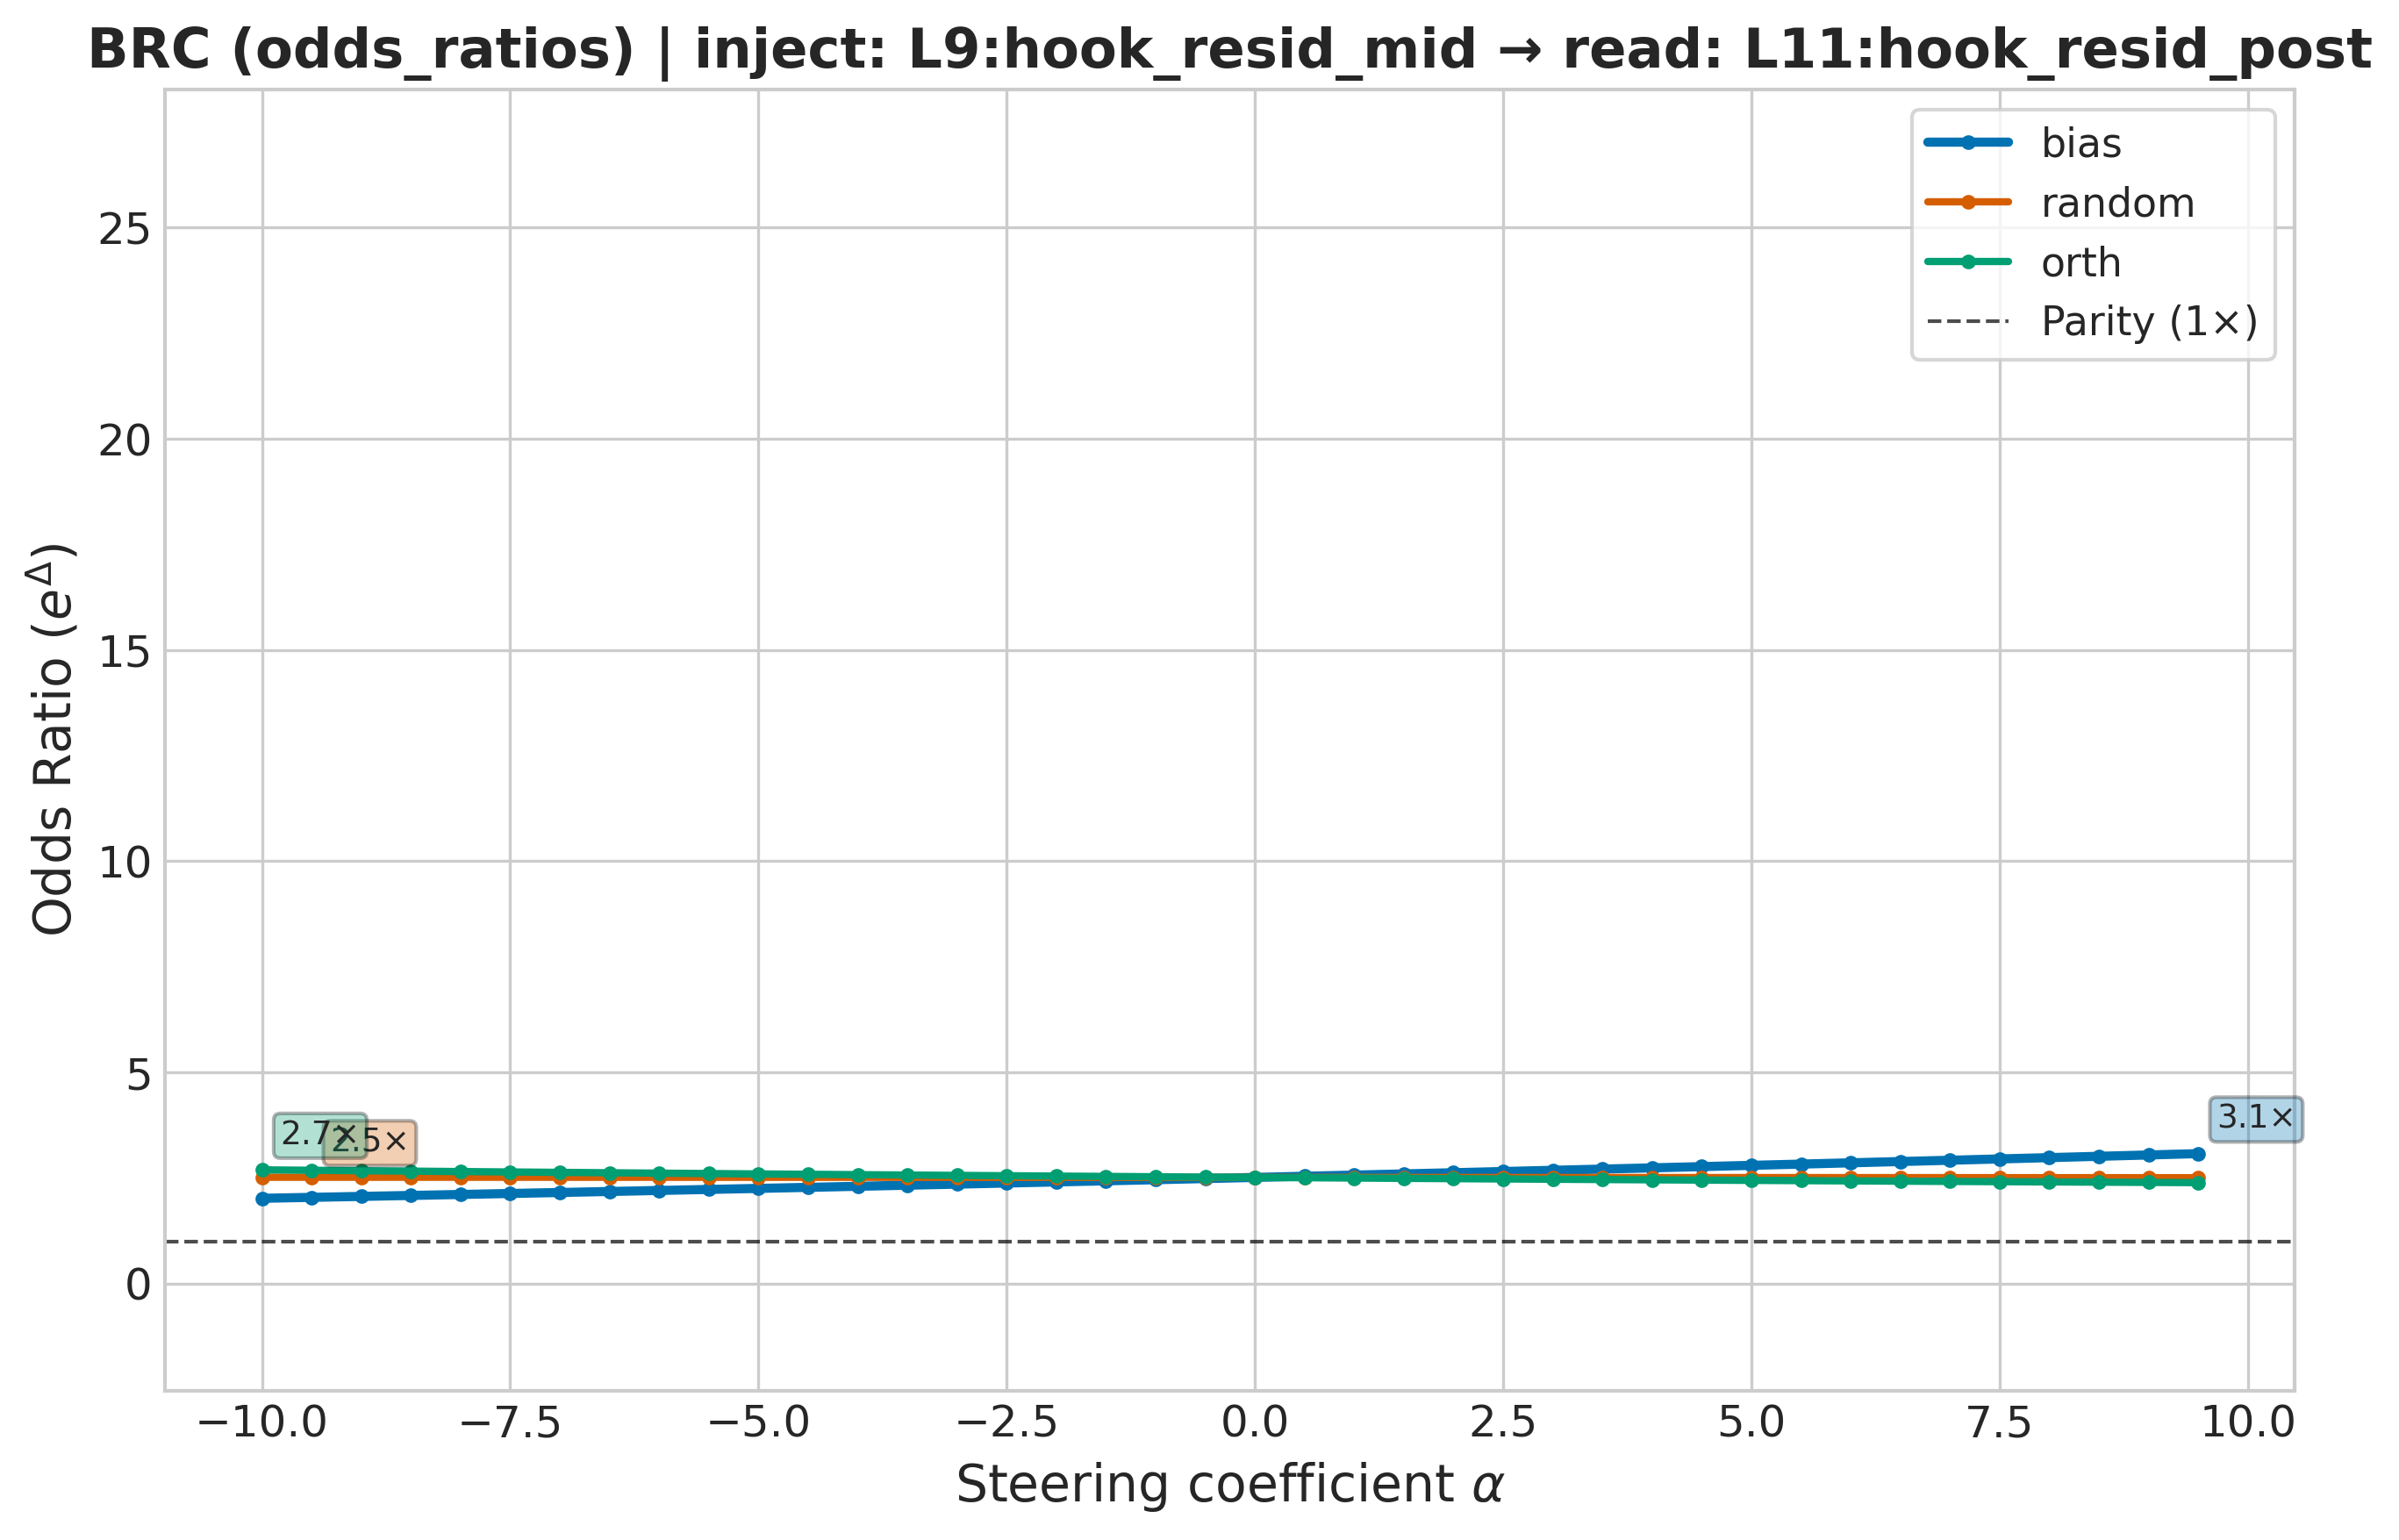 BRC (odds_ratios) | inject: L9:hook_resid_mid → read: L11:hook_resid_post
bias
random
orth
Parity (1×)
Odds Ratio (e^Δ)
25
20
15
10
5
0
2.7×
2.5×
3.1×
−10.0 −7.5 −5.0 −2.5 0.0 2.5 5.0 7.5 10.0
Steering coefficient α